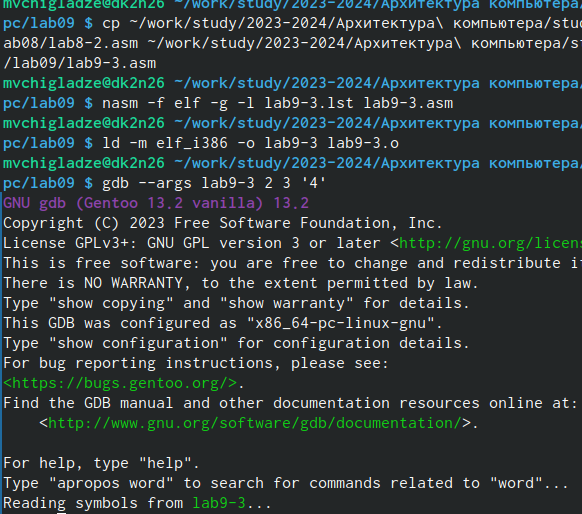 mvchigladze@dk2n26 ~/work/study/2023-2024/Архитектура компьютера/
pc/lab09 $ cp ~/work/study/2023-2024/Архитектура\ компьютера/stu
ab08/lab8-2.asm ~/work/study/2023-2024/Архитектура\ компьютера/st
/lab09/lab9-3.asm
mvchigladze@dk2n26 ~/work/study/2023-2024/Архитектура компьютера/
pc/lab09 $ nasm -f elf -g -l lab9-3.lst lab9-3.asm
mvchigladze@dk2n26 ~/work/study/2023-2024/Архитектура компьютера/
pc/lab09 $ ld -m elf_i386 -o lab9-3 lab9-3.o
mvchigladze@dk2n26 ~/work/study/2023-2024/Архитектура компьютера/
pc/lab09 $ gdb --args lab9-3 2 3 '4'
GNU gdb (Gentoo 13.2 vanilla) 13.2
Copyright (C) 2023 Free Software Foundation, Inc.
License GPLv3+: GNU GPL version 3 or later <http://gnu.org/licens
This is free software: you are free to change and redistribute it
There is NO WARRANTY, to the extent permitted by law.
Type "show copying" and "show warranty" for details.
This GDB was configured as "x86_64-pc-linux-gnu".
Type "show configuration" for configuration details.
For bug reporting instructions, please see:
<https://bugs.gentoo.org/>.
Find the GDB manual and other documentation resources online at:
<http://www.gnu.org/software/gdb/documentation/>.
For help, type "help".
Type "apropos word" to search for commands related to "word"...
Reading symbols from lab9-3...